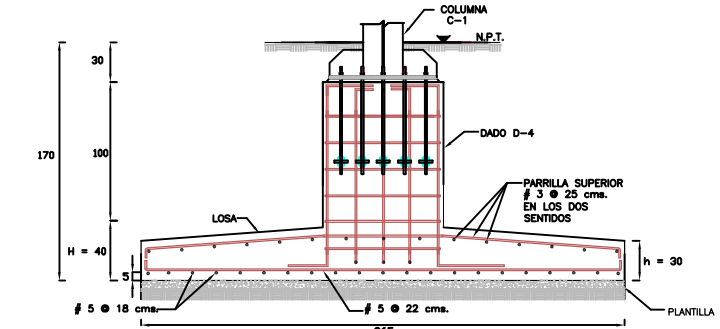 COLUMNA
C-1
N.P.T.
30
170
100
DADO D-4
PARRILLA SUPERIOR
# 3 @ 25 cms.
EN LOS DOS
SENTIDOS
LOSA
H = 40
h = 30
5
# 5 @ 18 cms.
# 5 @ 22 cms.
PLANTILLA